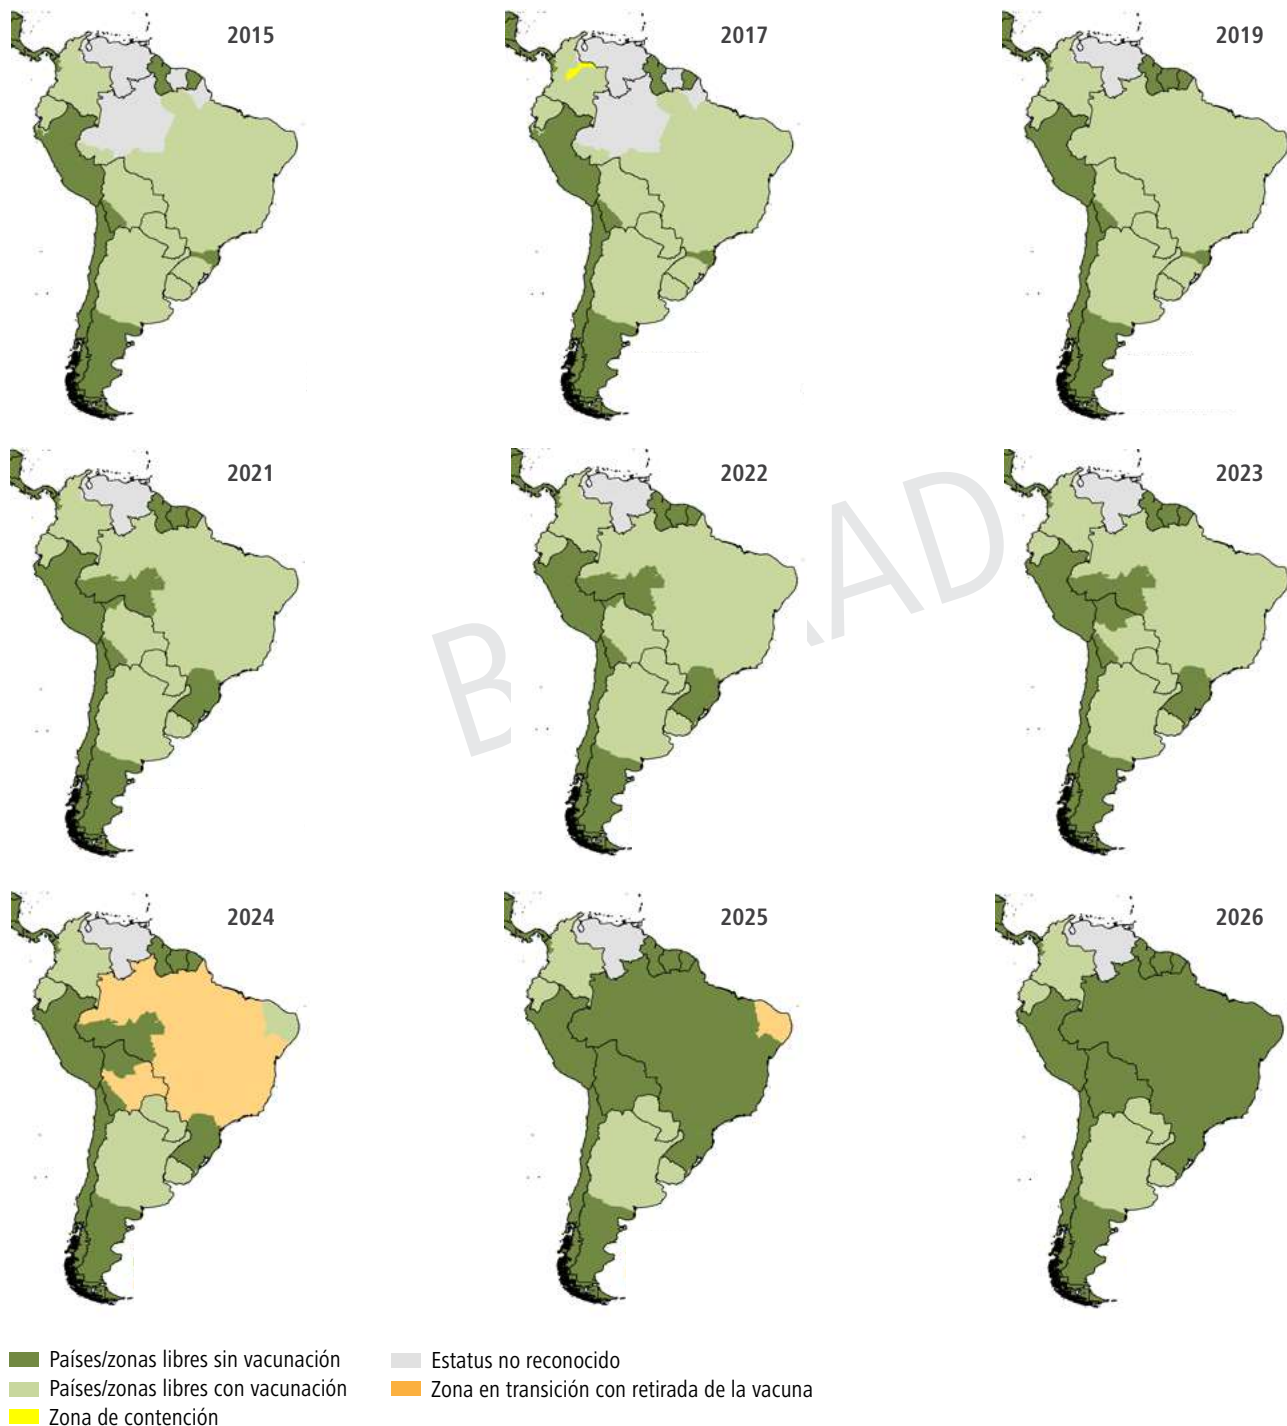 2015
2017
2019
2021
2022
2023
2024
2025
2026
Países/zonas libres sin vacunación
Países/zonas libres con vacunación
Zona de contención
Estatus no reconocido
Zona en transición con retirada de la vacuna